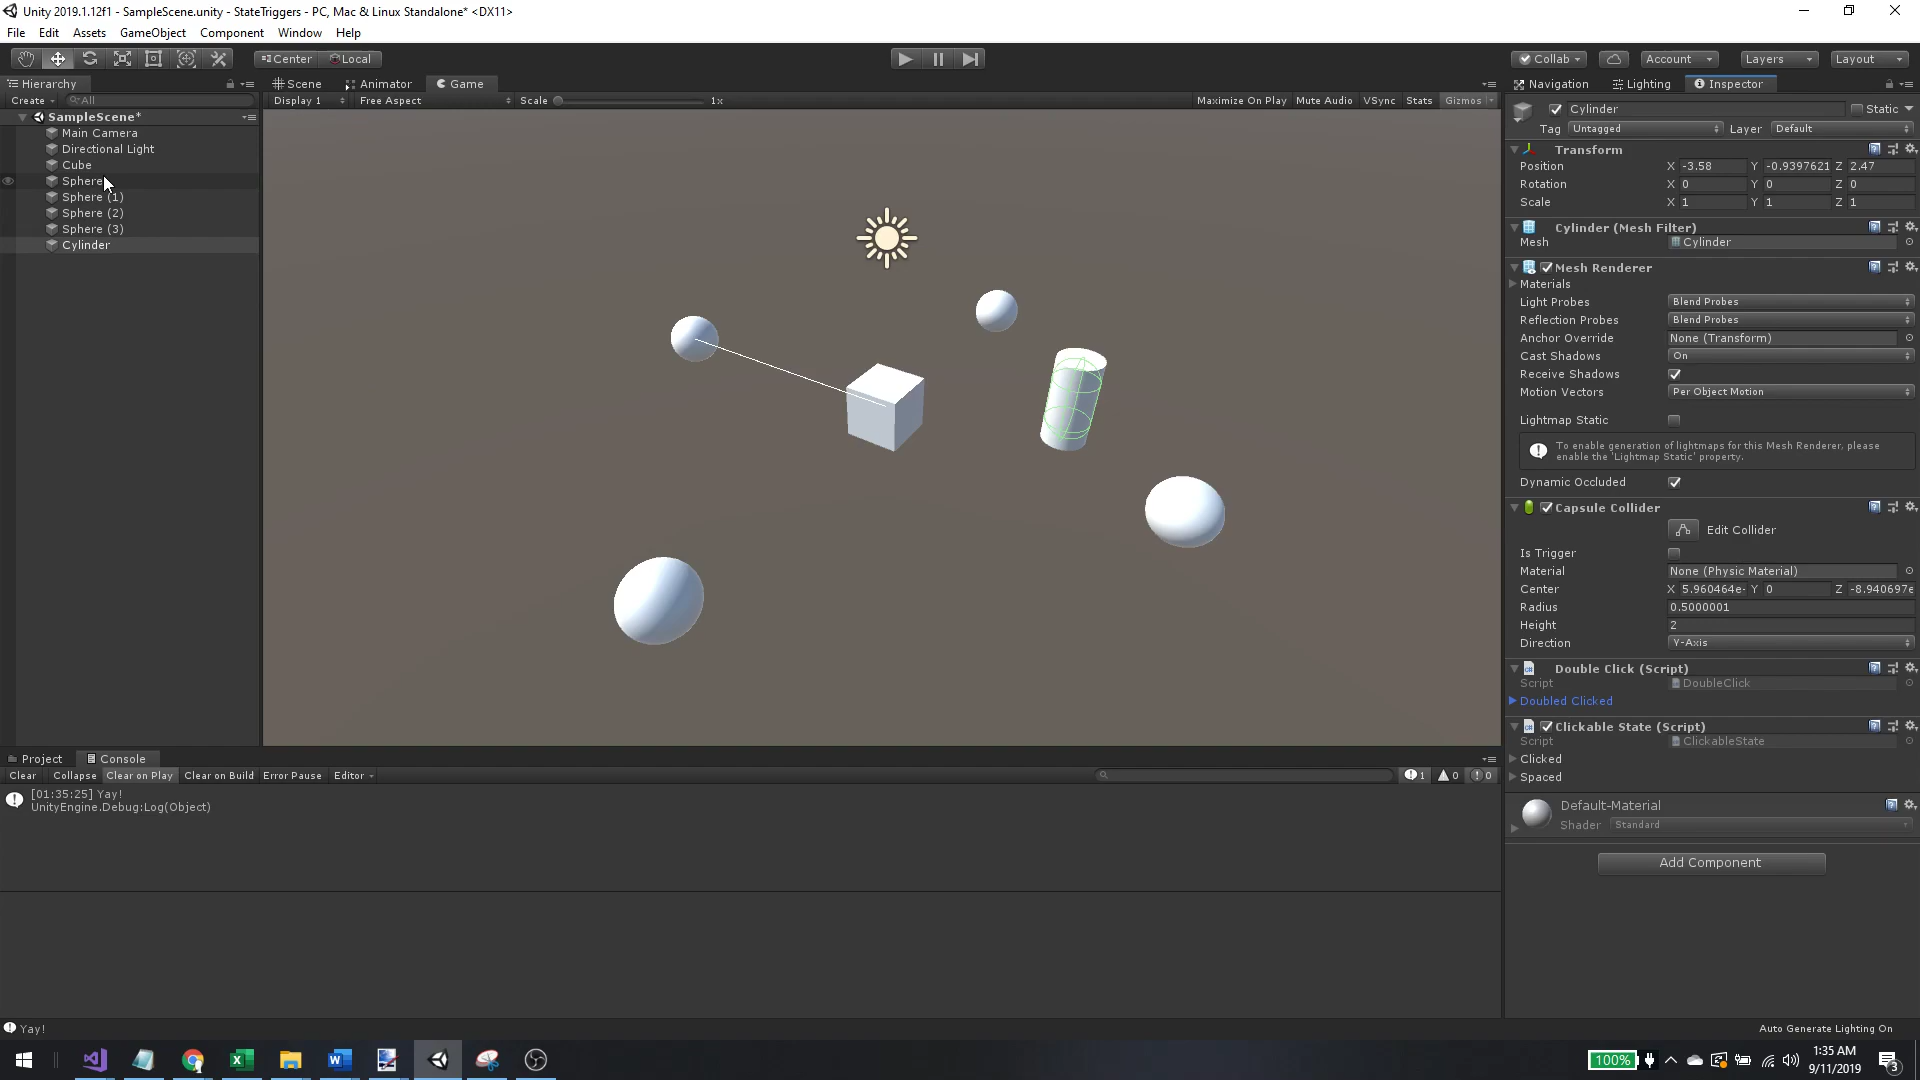 Unity 2019.1.12f1 - SampleScene.unity - StateTriggers - PC, Mac & Linux Standalone* <DX11>
File Edit Assets GameObject Component Window Help
Center Local Collab Account Layers Layout
Hierarchy Scene Animator Game Navigation Lighting Inspector
Create All Display 1 Free Aspect Scale 1x Maximize On Play Mute Audio VSync Stats Gizmos
SampleScene*
Main Camera
Directional Light
Cube
Sphere
Sphere (1)
Sphere (2)
Sphere (3)
Cylinder
Cylinder Static
Tag Untagged Layer Default
Transform
Position X -3.58 Y -0.9397621 Z 2.47
Rotation X 0 Y 0 Z 0
Scale X 1 Y 1 Z 1
Cylinder (Mesh Filter)
Mesh Cylinder
Mesh Renderer
Materials
Light Probes Blend Probes
Reflection Probes Blend Probes
Anchor Override None (Transform)
Cast Shadows On
Receive Shadows
Motion Vectors Per Object Motion
Lightmap Static
To enable generation of lightmaps for this Mesh Renderer, please
enable the 'Lightmap Static' property.
Dynamic Occluded
Capsule Collider
Edit Collider
Is Trigger
Material None (Physic Material)
Center X 5.960464e- Y 0 Z -8.940697e
Radius 0.5000001
Height 2
Direction Y-Axis
Double Click (Script)
Script DoubleClick
Doubled Clicked
Clickable State (Script)
Script ClickableState
Clicked
Spaced
Default-Material
Shader Standard
Add Component
Project Console
Clear Collapse Clear on Play Clear on Build Error Pause Editor 1 0 0
[01:35:25] Yay!
UnityEngine.Debug:Log(Object)
Yay! Auto Generate Lighting On
100% 1:35 AM
9/11/2019
3